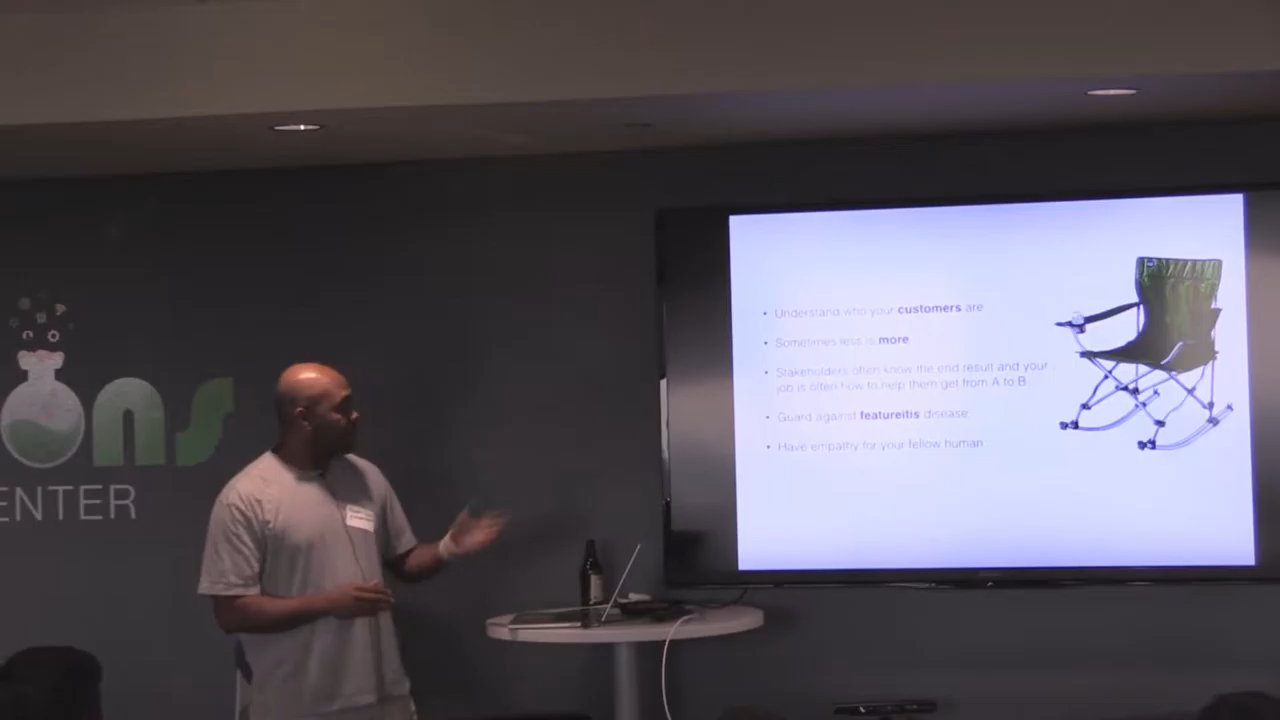 ons
ENTER
• Understand who your customers are
• Sometimes less is more
• Stakeholders often know the end result and your
job is often how to help them get from A to B.
• Guard against featureitis disease.
• Have empathy for your fellow human